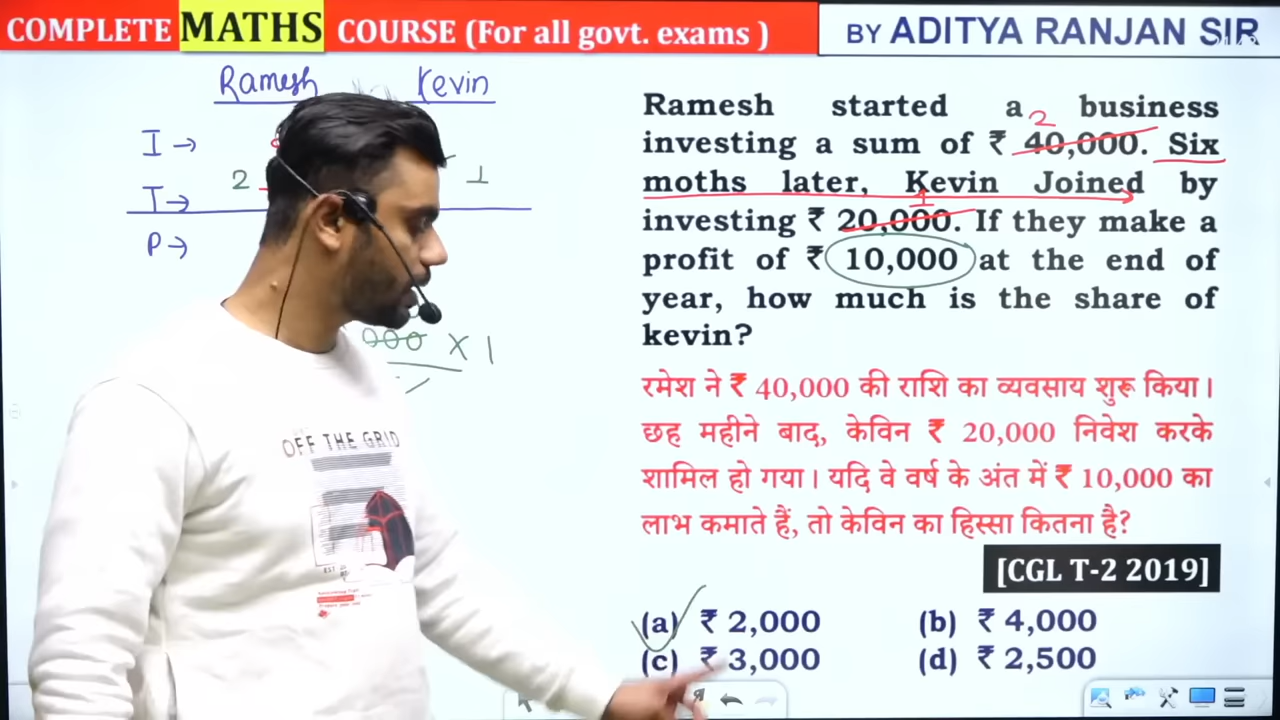 COMPLETE MATHS COURSE (For all govt. exams ) BY ADITYA RANJAN SIR
Ramesh Kevin
I →
2 1
T →
P →
000 × 1
Ramesh started a business
2
investing a sum of ₹ 40,000. Six
moths later, Kevin Joined by
1
investing ₹ 20,000. If they make a
profit of ₹ 10,000 at the end of
year, how much is the share of
kevin?
रमेश ने ₹ 40,000 की राशि का व्यवसाय शुरू किया।
छह महीने बाद, केविन ₹ 20,000 निवेश करके
शामिल हो गया। यदि वे वर्ष के अंत में ₹ 10,000 का
लाभ कमाते हैं, तो केविन का हिस्सा कितना है?
[CGL T-2 2019]
(a) ₹ 2,000 (b) ₹ 4,000
(c) ₹ 3,000 (d) ₹ 2,500
OFF THE GRID